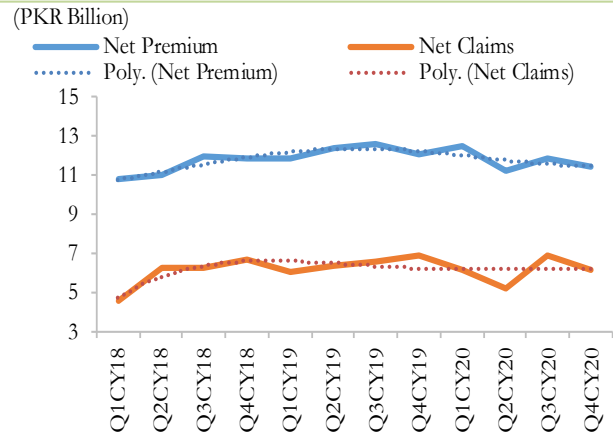 (PKR Billion)
Net Premium Net Claims
Poly. (Net Premium) Poly. (Net Claims)
15
13
11
9
7
5
3
Q1CY18
Q2CY18
Q3CY18
Q4CY18
Q1CY19
Q2CY19
Q3CY19
Q4CY19
Q1CY20
Q2CY20
Q3CY20
Q4CY20